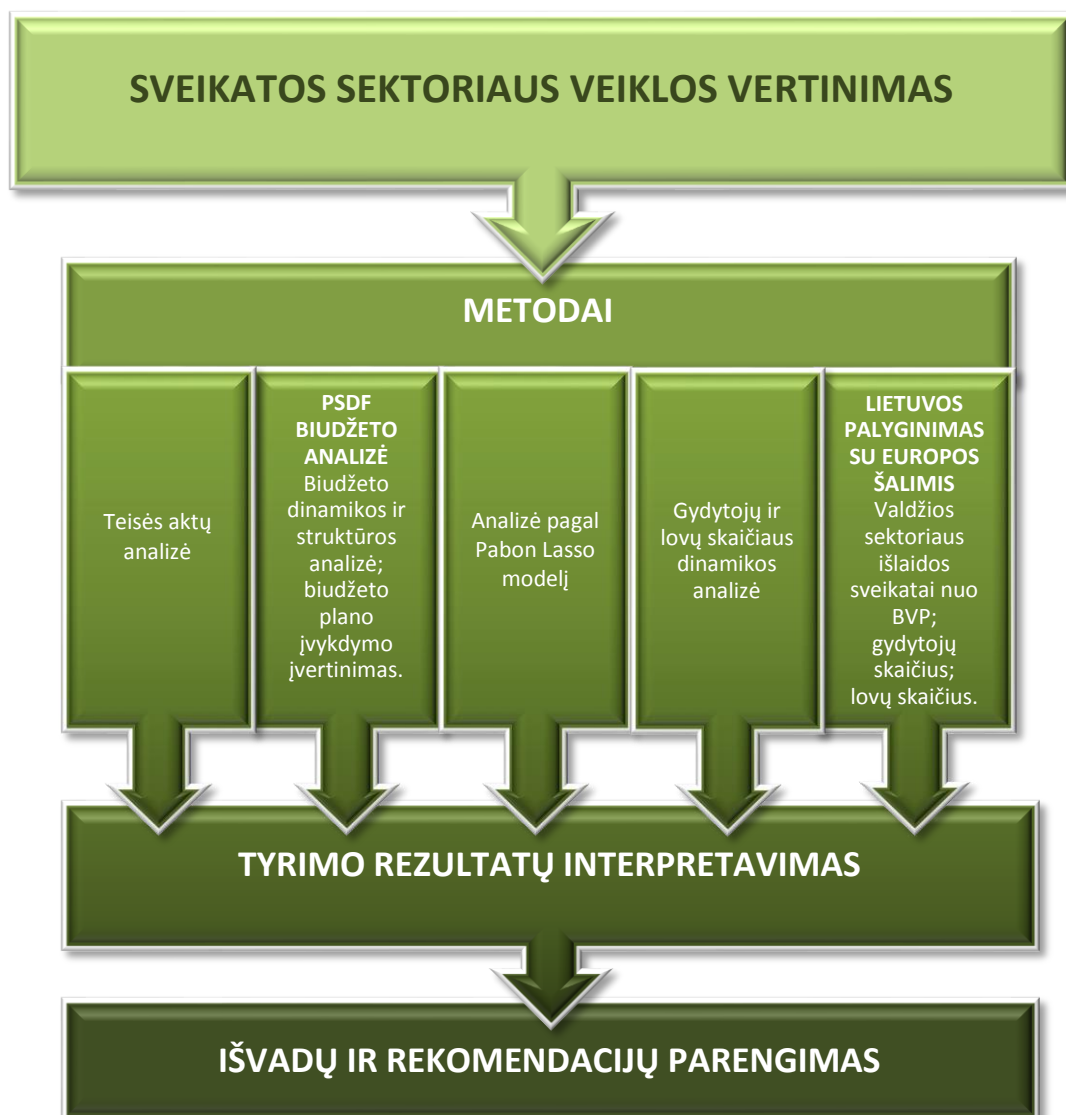 SVEIKATOS SEKTORIAUS VEIKLOS VERTINIMAS
METODAI
Teisės aktų
analizė
PSDF
BIUDŽETO
ANALIZĖ
Biudžeto
dinamikos ir
struktūros
analizė;
biudžeto
plano
įvykdymo
įvertinimas.
Analizė pagal
Pabon Lasso
modelį
Gydytojų ir
lovų skaičiaus
dinamikos
analizė
LIETUVOS
PALYGINIMAS
SU EUROPOS
ŠALIMIS
Valdžios
sektoriaus
išlaidos
sveikatai nuo
BVP;
gydytojų
skaičius;
lovų skaičius.
TYRIMO REZULTATŲ INTERPRETAVIMAS
IŠVADŲ IR REKOMENDACIJŲ PARENGIMAS